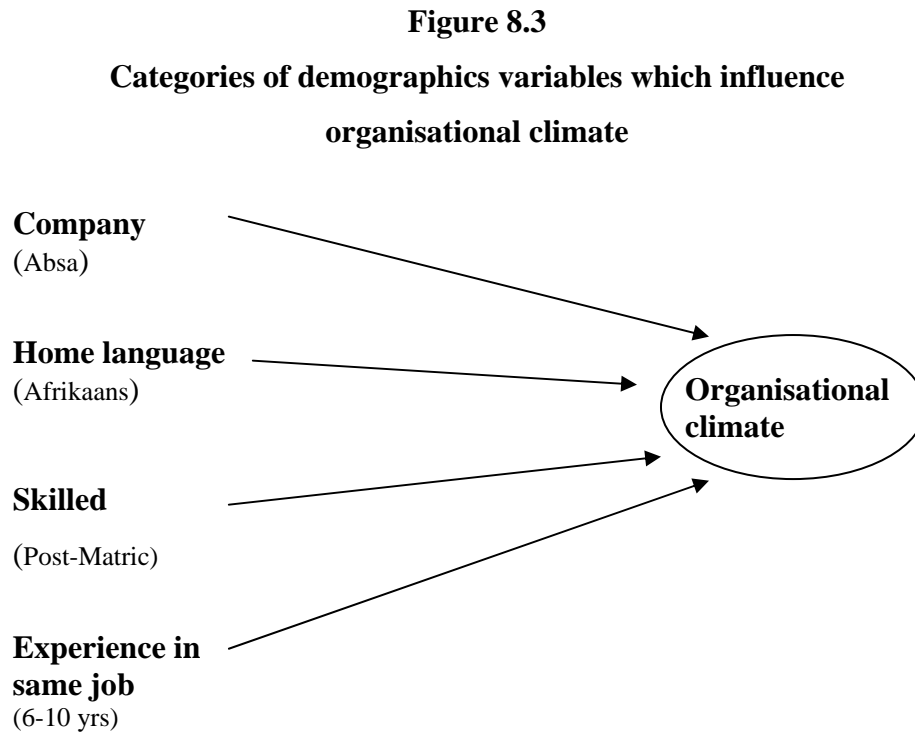 Figure 8.3
Categories of demographics variables which influence
organisational climate
Company
(Absa)
Home language
(Afrikaans)
Organisational
climate
Skilled
(Post-Matric)
Experience in
same job
(6-10 yrs)